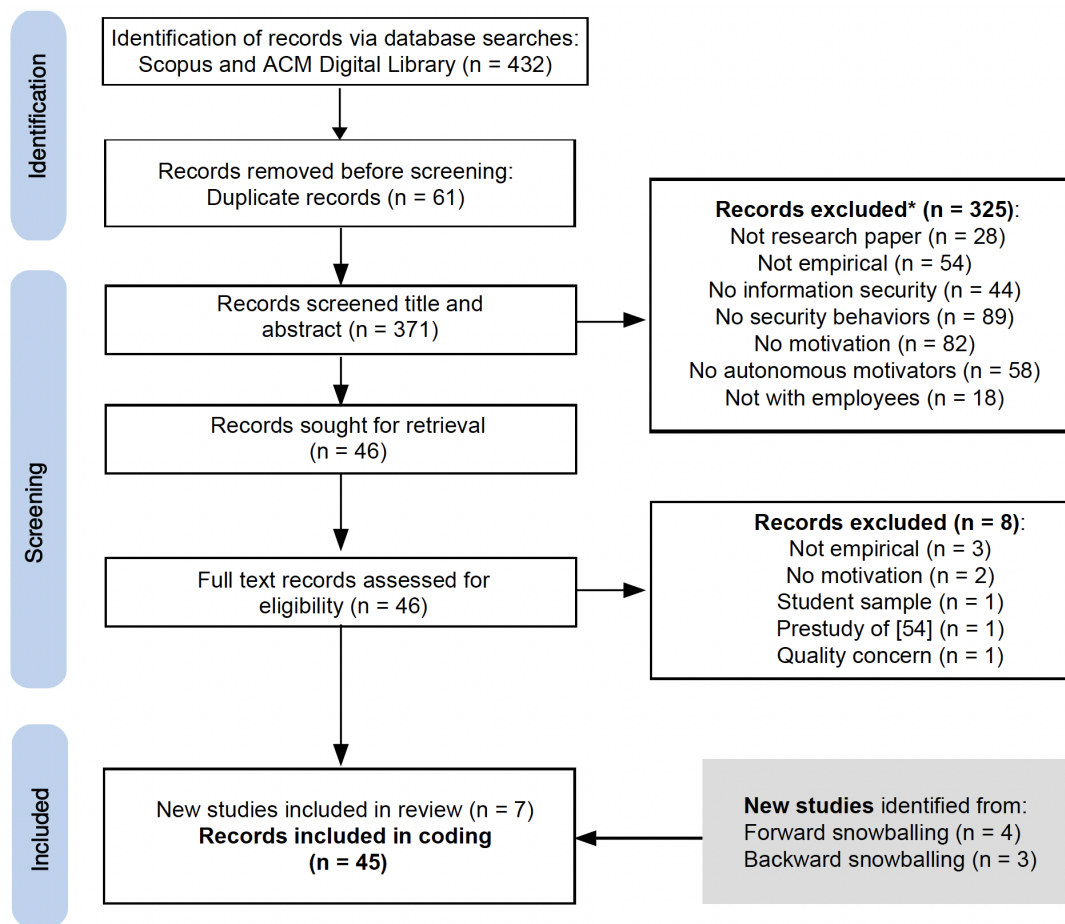 Identification
Identification of records via database searches:
Scopus and ACM Digital Library (n = 432)
Records removed before screening:
Duplicate records (n = 61)
Screening
Records screened title and
abstract (n = 371)
Records excluded* (n = 325):
Not research paper (n = 28)
Not empirical (n = 54)
No information security (n = 44)
No security behaviors (n = 89)
No motivation (n = 82)
No autonomous motivators (n = 58)
Not with employees (n = 18)
Records sought for retrieval
(n = 46)
Full text records assessed for
eligibility (n = 46)
Records excluded (n = 8):
Not empirical (n = 3)
No motivation (n = 2)
Student sample (n = 1)
Prestudy of [54] (n = 1)
Quality concern (n = 1)
Included
New studies included in review (n = 7)
Records included in coding
(n = 45)
New studies identified from:
Forward snowballing (n = 4)
Backward snowballing (n = 3)